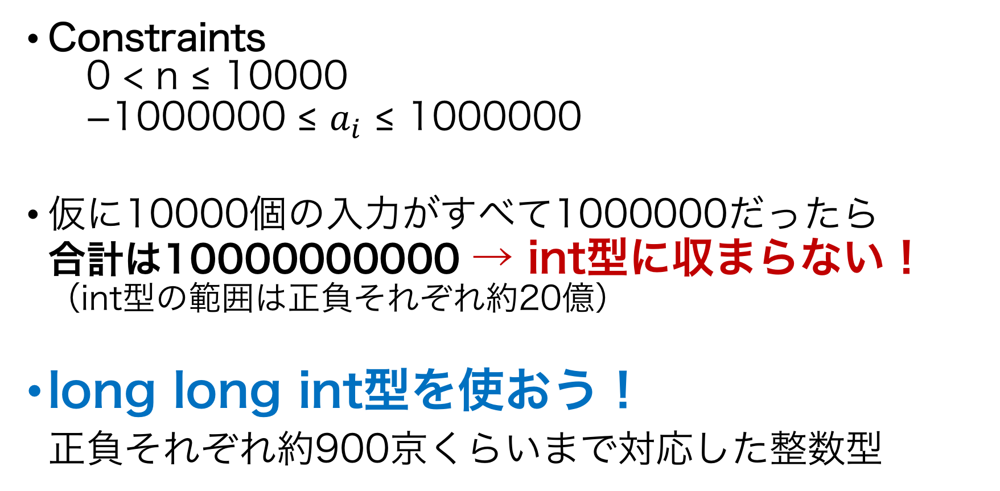 • Constraints
0 < n ≤ 10000
−1000000 ≤ aᵢ ≤ 1000000
• 仮に10000個の入力がすべて1000000だったら
合計は10000000000 → int型に収まらない！
（int型の範囲は正負それぞれ約20億）
• long long int型を使おう！
正負それぞれ約900京くらいまで対応した整数型